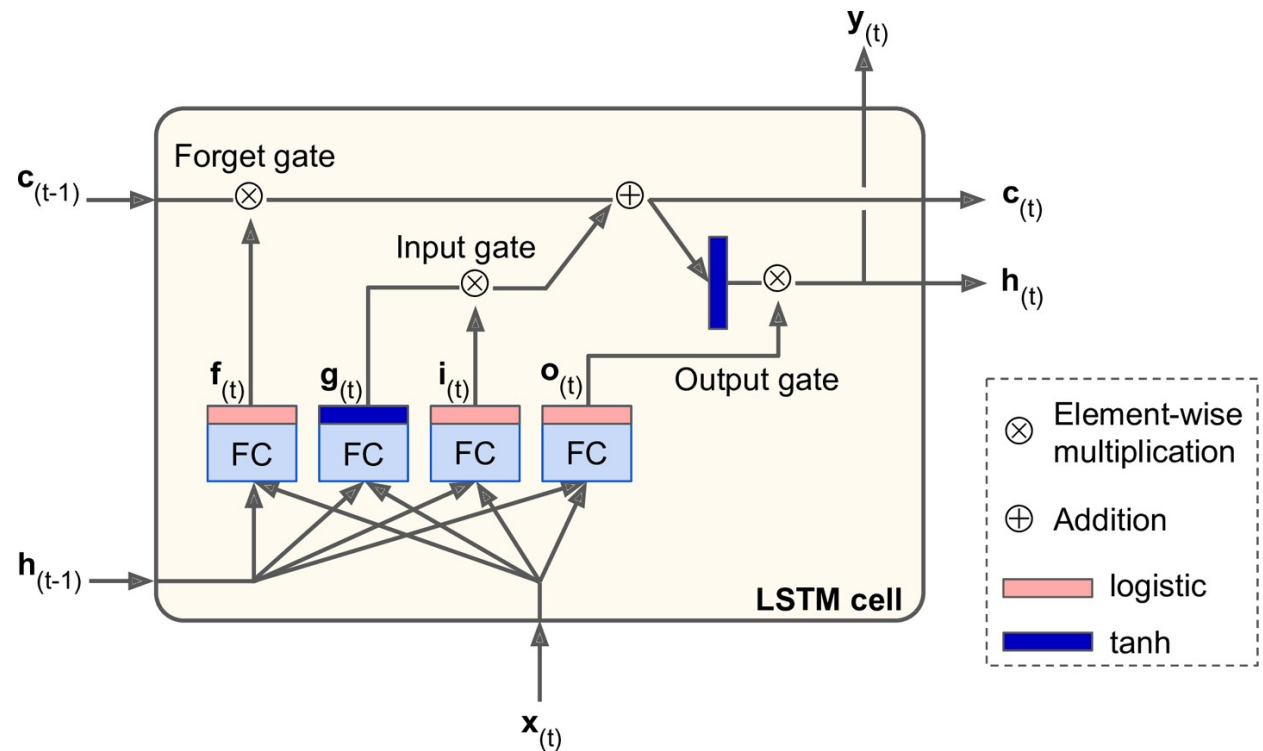 y(t)
Forget gate
c(t-1)
c(t)
Input gate
h(t)
f(t)
g(t)
i(t)
o(t)
Output gate
FC
FC
FC
FC
h(t-1)
LSTM cell
x(t)
Element-wise
multiplication
Addition
logistic
tanh